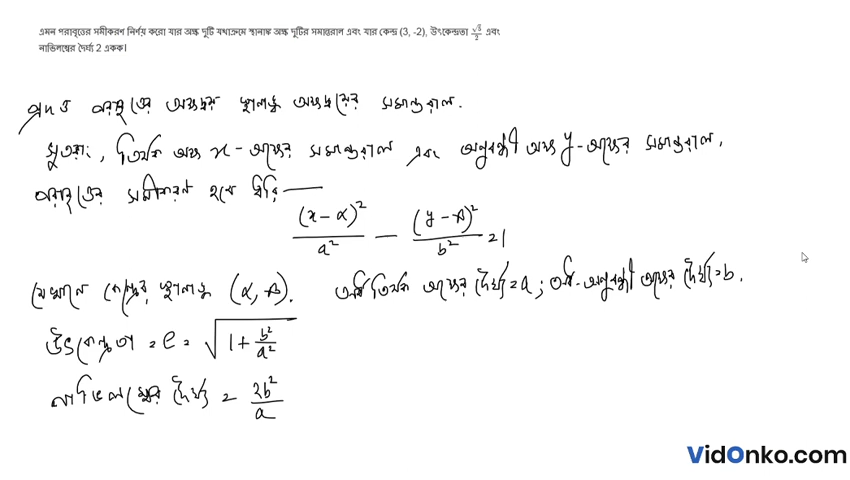 এমন পরাবৃত্তের সমীকরণ নির্ণয় করো যার অক্ষ দুটি যথাক্রমে স্থানাঙ্ক অক্ষ দুটির সমান্তরাল এবং যার কেন্দ্র (3, -2), উৎকেন্দ্রতা √5/2 এবং
নাভিলম্বের দৈর্ঘ্য 2 একক।
প্রদত্ত পরাবৃত্তের অক্ষদ্বয় স্থানাঙ্ক অক্ষদ্বয়ের সমান্তরাল.
সুতরাং, তির্যক অক্ষ x-অক্ষের সমান্তরাল এবং অনুবন্ধী অক্ষ y-অক্ষের সমান্তরাল.
পরাবৃত্তের সমীকরণ হবে ধরি —
(x-α)²/a² - (y-β)²/b² = 1
যেখানে কেন্দ্রের স্থানাঙ্ক (α, β). অর্ধতির্যক অক্ষের দৈর্ঘ্য = a ; অর্ধ-অনুবন্ধী অক্ষের দৈর্ঘ্য = b.
উৎকেন্দ্রতা = e = √(1 + b²/a²)
নাভিলম্বের দৈর্ঘ্য = 2b²/a
VidOnko.com